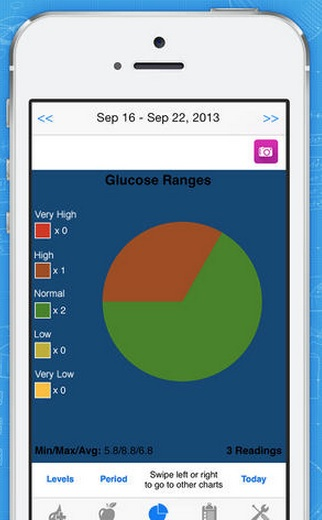 << Sep 16 - Sep 22, 2013 >>
Glucose Ranges
Very High
x 0
High
x 1
Normal
x 2
Low
x 0
Very Low
x 0
Min/Max/Avg: 5.8/8.8/6.8 3 Readings
Levels Period Swipe left or right
to go to other charts Today